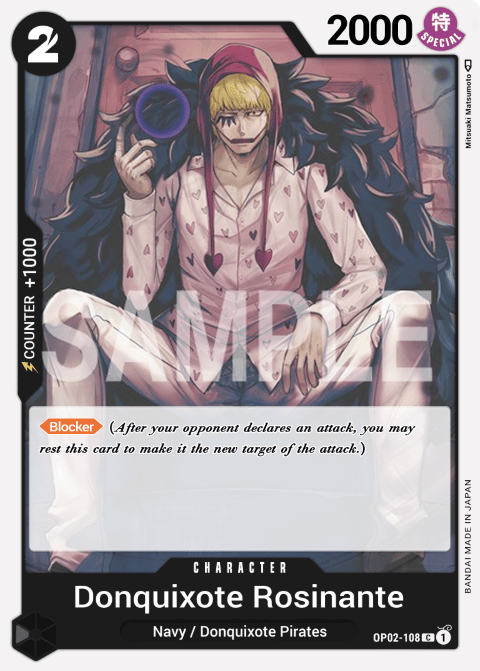 2
2000
特
SPECIAL
Mitsuaki Matsumoto
COUNTER +1000
SAMPLE
Blocker (After your opponent declares an attack, you may
rest this card to make it the new target of the attack.)
BANDAI MADE IN JAPAN
CHARACTER
Donquixote Rosinante
Navy / Donquixote Pirates
OP02-108 C 1